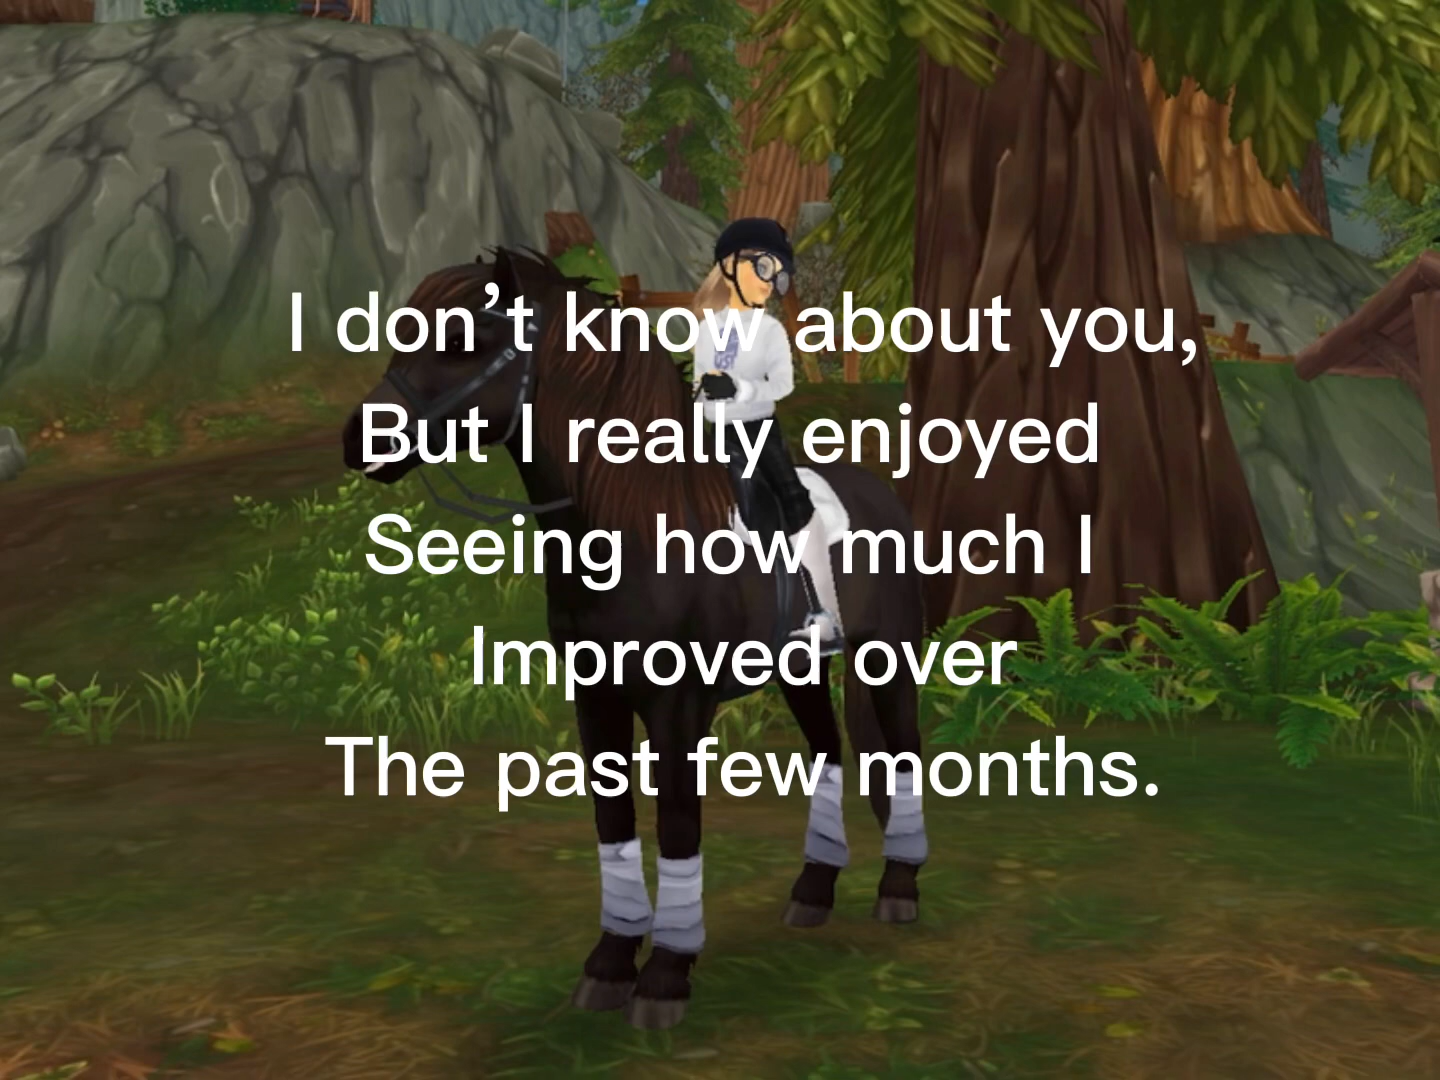 I don’t know about you,
But I really enjoyed
Seeing how much I
Improved over
The past few months.